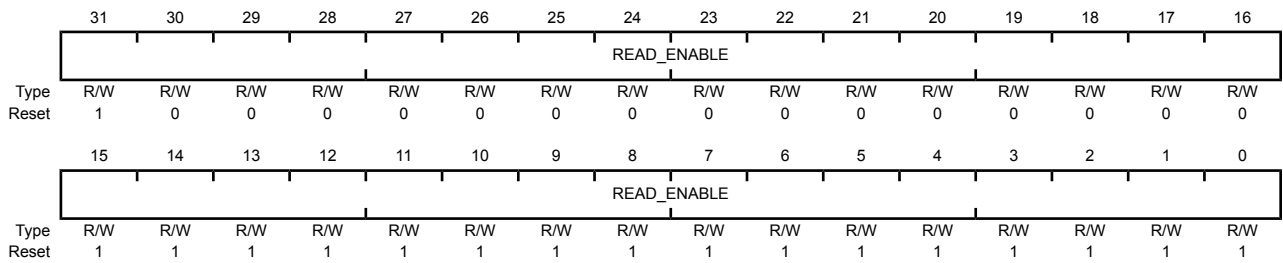 31 30 29 28 27 26 25 24 23 22 21 20 19 18 17 16
READ_ENABLE
Type R/W R/W R/W R/W R/W R/W R/W R/W R/W R/W R/W R/W R/W R/W R/W R/W
Reset 1 0 0 0 0 0 0 0 0 0 0 0 0 0 0 0
15 14 13 12 11 10 9 8 7 6 5 4 3 2 1 0
READ_ENABLE
Type R/W R/W R/W R/W R/W R/W R/W R/W R/W R/W R/W R/W R/W R/W R/W R/W
Reset 1 1 1 1 1 1 1 1 1 1 1 1 1 1 1 1